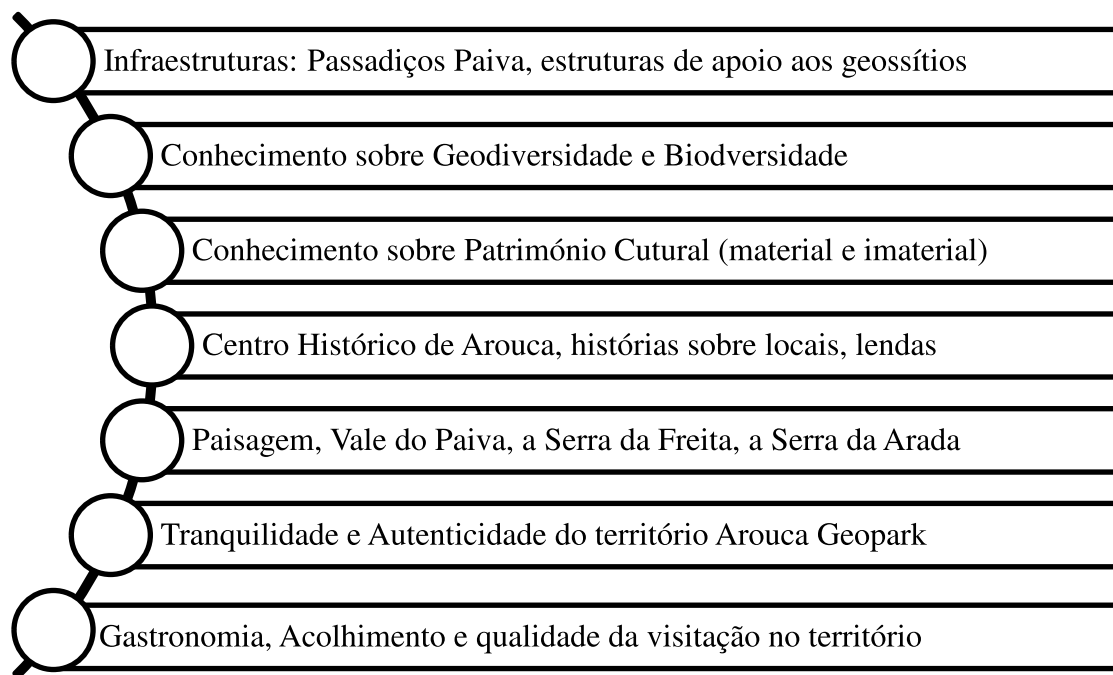 Infraestruturas: Passadiços Paiva, estruturas de apoio aos geossítios
Conhecimento sobre Geodiversidade e Biodversidade
Conhecimento sobre Património Cutural (material e imaterial)
Centro Histórico de Arouca, histórias sobre locais, lendas
Paisagem, Vale do Paiva, a Serra da Freita, a Serra da Arada
Tranquilidade e Autenticidade do território Arouca Geopark
Gastronomia, Acolhimento e qualidade da visitação no território